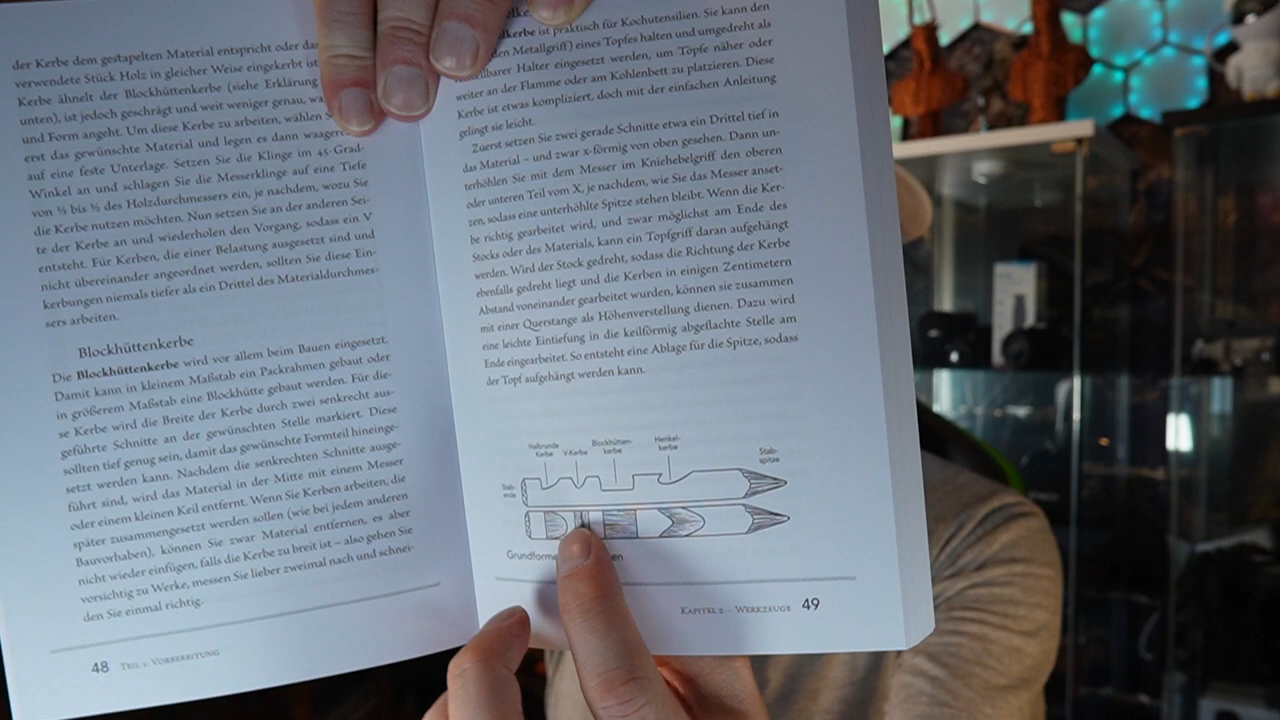 der Kerbe dem gestapelten Material entspricht oder das
verwendete Stück Holz in gleicher Weise eingekerbt ist
Kerbe ähnelt der Blockhüttenkerbe (siehe Erklärung
unten), ist jedoch geschrägt und weit weniger genau, was
und Form angeht. Um diese Kerbe zu arbeiten, wählen
erst das gewünschte Material und legen es dann
auf eine feste Unterlage. Setzen Sie die Klinge im 45-Grad-
Winkel an und schlagen Sie die Messerklinge auf eine Tiefe
von ⅓ bis ½ des Holzdurchmessers ein, je nachdem, wozu Sie
die Kerbe nutzen möchten. Nun setzen Sie an der anderen Sei-
te der Kerbe an und wiederholen den Vorgang, sodass ein V
entsteht. Für Kerben, die einer Belastung ausgesetzt sind und
nicht übereinander angeordnet werden, sollten Sie diese Ein-
kerbungen niemals tiefer als ein Drittel des Materialdurchmes-
sers arbeiten.
Blockhüttenkerbe
Die Blockhüttenkerbe wird vor allem beim Bauen eingesetzt.
Damit kann in kleinem Maßstab ein Packrahmen gebaut oder
in größerem Maßstab eine Blockhütte gebaut werden. Für die-
se Kerbe wird die Breite der Kerbe durch zwei senkrecht aus-
geführte Schnitte an der gewünschten Stelle markiert. Diese
sollten tief genug sein, damit das gewünschte Formteil hineinge-
setzt werden kann. Nachdem die senkrechten Schnitte ausge-
führt sind, wird das Material in der Mitte mit einem Messer
oder einem kleinen Keil entfernt. Wenn Sie Kerben arbeiten, die
später zusammengesetzt werden sollen (wie bei jedem anderen
Bauvorhaben), können Sie zwar Material entfernen, es aber
nicht wieder einfügen, falls die Kerbe zu breit ist – also gehen Sie
vorsichtig zu Werke, messen Sie lieber zweimal nach und schnei-
den Sie einmal richtig.
48 Teil 1: Vorbereitung
ist praktisch für Kochutensilien. Sie kann den
den Metallgriff) eines Topfes halten und umgedreht als
Halter eingesetzt werden, um Töpfe näher oder
weiter an der Flamme oder am Kohlenbett zu platzieren. Diese
Kerbe ist etwas kompliziert, doch mit der einfachen Anleitung
gelingt sie leicht.
Zuerst setzen Sie zwei gerade Schnitte etwa ein Drittel tief in
das Material – und zwar x-förmig von oben gesehen. Dann un-
terhöhlen Sie mit dem Messer im Kniehebelgriff den oberen
oder unteren Teil vom X, je nachdem, wie Sie das Messer anset-
zen, sodass eine unterhöhlte Spitze stehen bleibt. Wenn die Ker-
be richtig gearbeitet wird, und zwar möglichst am Ende des
Stocks oder des Materials, kann ein Topfgriff daran aufgehängt
werden. Wird der Stock gedreht, sodass die Richtung der Kerbe
ebenfalls gedreht liegt und die Kerben in einigen Zentimetern
Abstand voneinander gearbeitet wurden, können sie zusammen
mit einer Querstange als Höhenverstellung dienen. Dazu wird
eine leichte Eintiefung in die keilförmig abgeflachte Stelle am
Ende eingearbeitet. So entsteht eine Ablage für die Spitze, sodass
der Topf aufgehängt werden kann.
Halbrunde
Kerbe
V-Kerbe
Blockhütten-
kerbe
Henkel-
kerbe
Stab-
spitze
Stab-
ende
Kapitel 2 · Werkzeuge 49